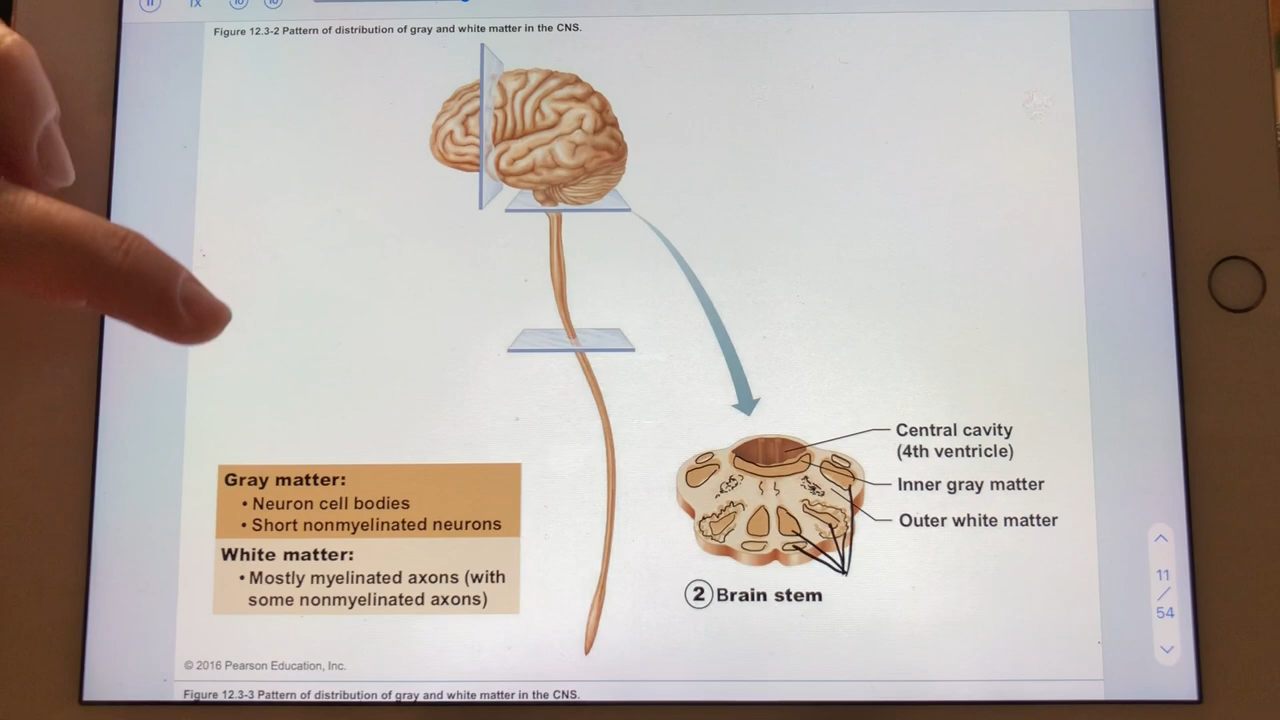 1x
10
10
Figure 12.3-2 Pattern of distribution of gray and white matter in the CNS.
Central cavity
(4th ventricle)
Inner gray matter
Outer white matter
Gray matter:
• Neuron cell bodies
• Short nonmyelinated neurons
White matter:
• Mostly myelinated axons (with
some nonmyelinated axons)
2 Brain stem
11
/
54
© 2016 Pearson Education, Inc.
Figure 12.3-3 Pattern of distribution of gray and white matter in the CNS.